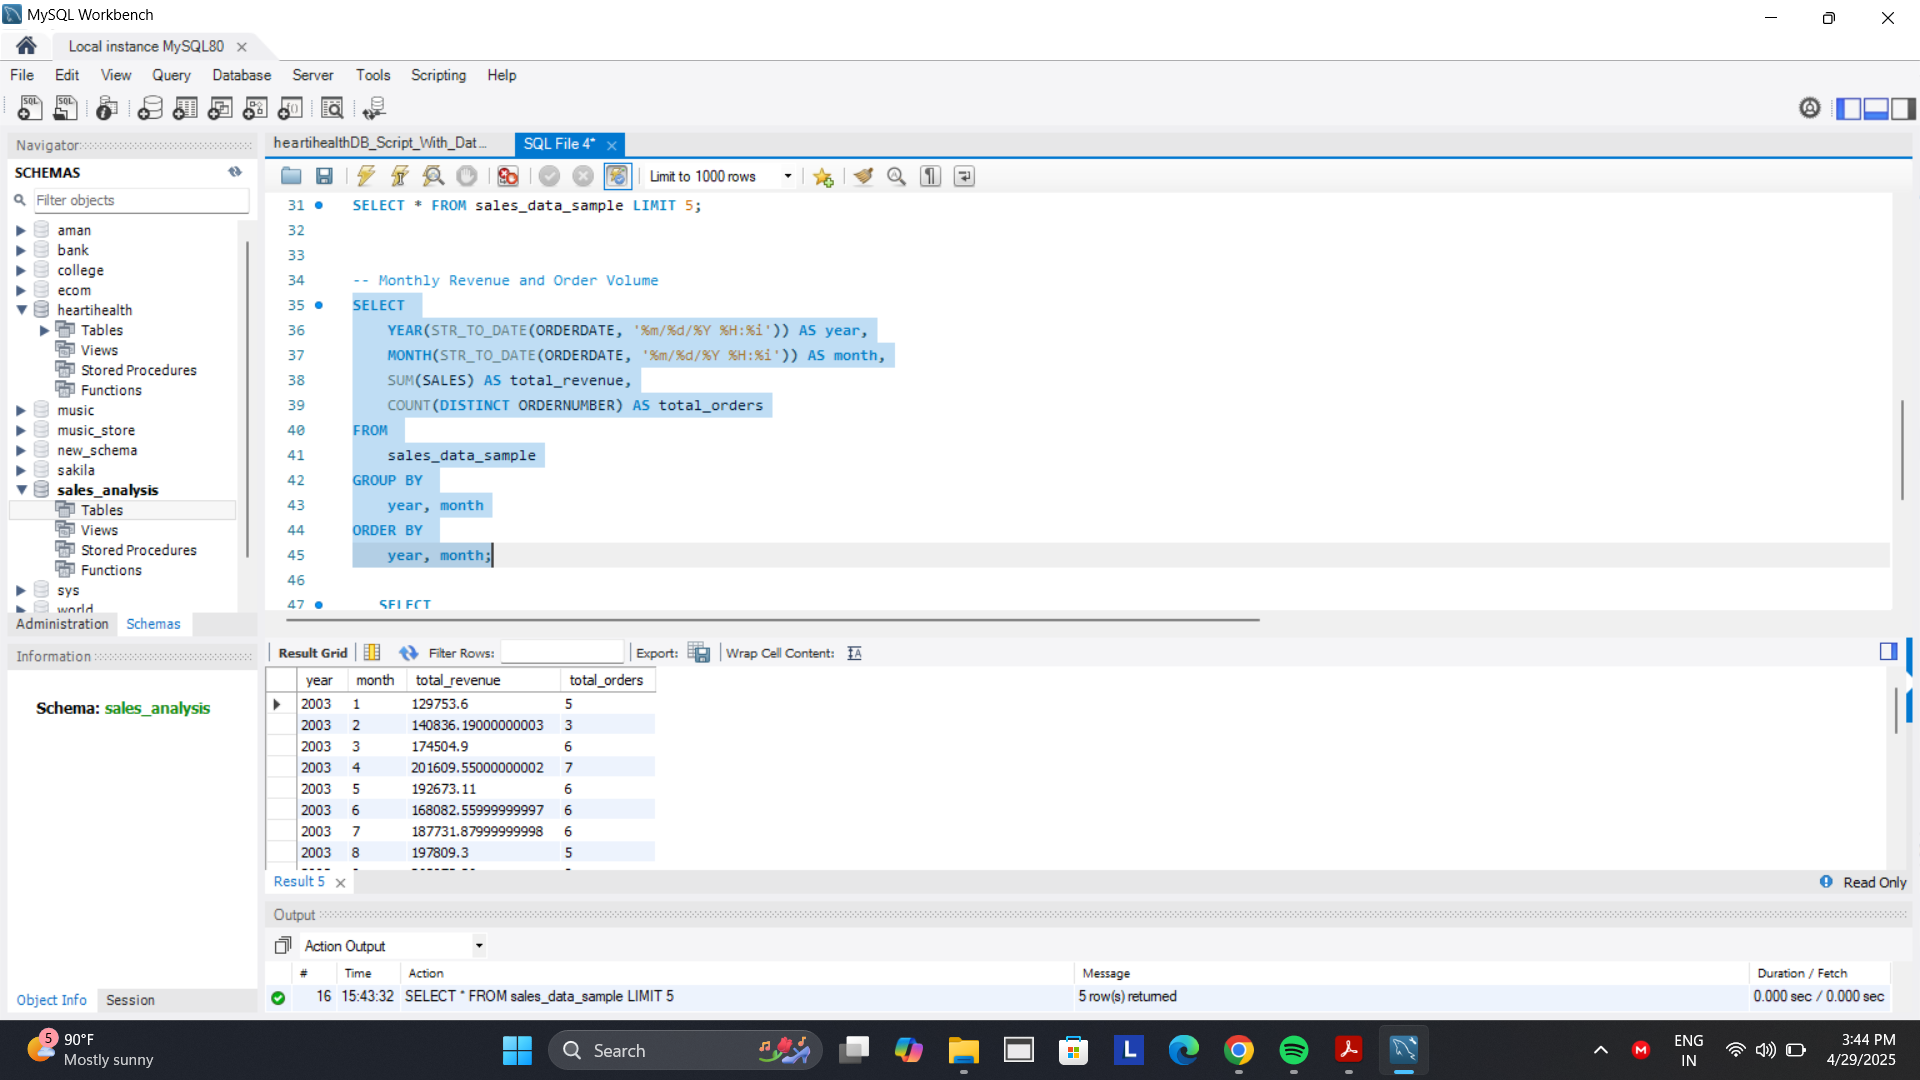 MySQL Workbench
Local instance MySQL80
File Edit View Query Database Server Tools Scripting Help
Navigator
SCHEMAS
Filter objects
aman
bank
college
ecom
heartihealth
Tables
Views
Stored Procedures
Functions
music
music_store
new_schema
sakila
sales_analysis
Tables
Views
Stored Procedures
Functions
sys
world
Administration Schemas
Information
Schema: sales_analysis
Object Info Session
heartihealthDB_Script_With_Dat...
SQL File 4*
Limit to 1000 rows
31 SELECT * FROM sales_data_sample LIMIT 5;
32
33
34 -- Monthly Revenue and Order Volume
35 SELECT
36 YEAR(STR_TO_DATE(ORDERDATE, '%m/%d/%Y %H:%i')) AS year,
37 MONTH(STR_TO_DATE(ORDERDATE, '%m/%d/%Y %H:%i')) AS month,
38 SUM(SALES) AS total_revenue,
39 COUNT(DISTINCT ORDERNUMBER) AS total_orders
40 FROM
41 sales_data_sample
42 GROUP BY
43 year, month
44 ORDER BY
45 year, month;
46
47 SELECT
Result Grid Filter Rows: Export: Wrap Cell Content:
year month total_revenue total_orders
2003 1 129753.6 5
2003 2 140836.19000000003 3
2003 3 174504.9 6
2003 4 201609.55000000002 7
2003 5 192673.11 6
2003 6 168082.55999999997 6
2003 7 187731.87999999998 6
2003 8 197809.3 5
Result 5
Read Only
Output
Action Output
# Time Action Message Duration / Fetch
16 15:43:32 SELECT * FROM sales_data_sample LIMIT 5 5 row(s) returned 0.000 sec / 0.000 sec
5
90°F
Mostly sunny
Search
L
M
ENG
IN
3:44 PM
4/29/2025